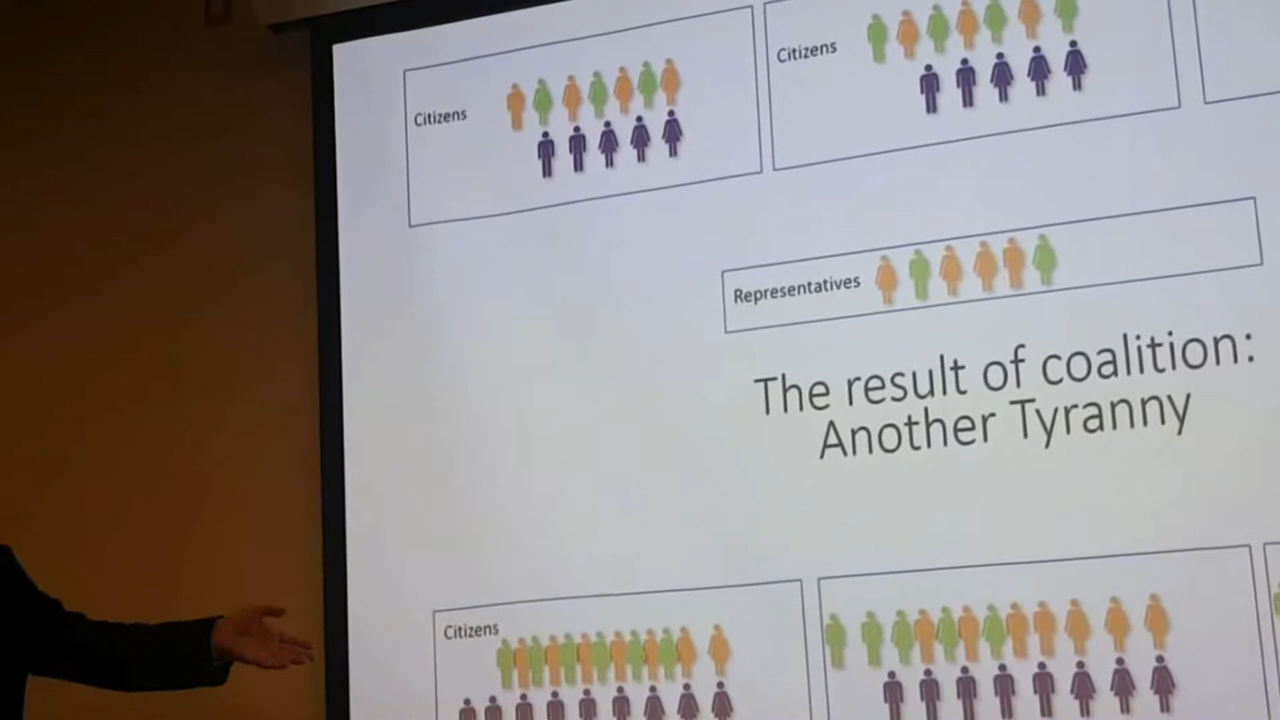 Citizens
Citizens
Representatives
The result of coalition:
Another Tyranny
Citizens